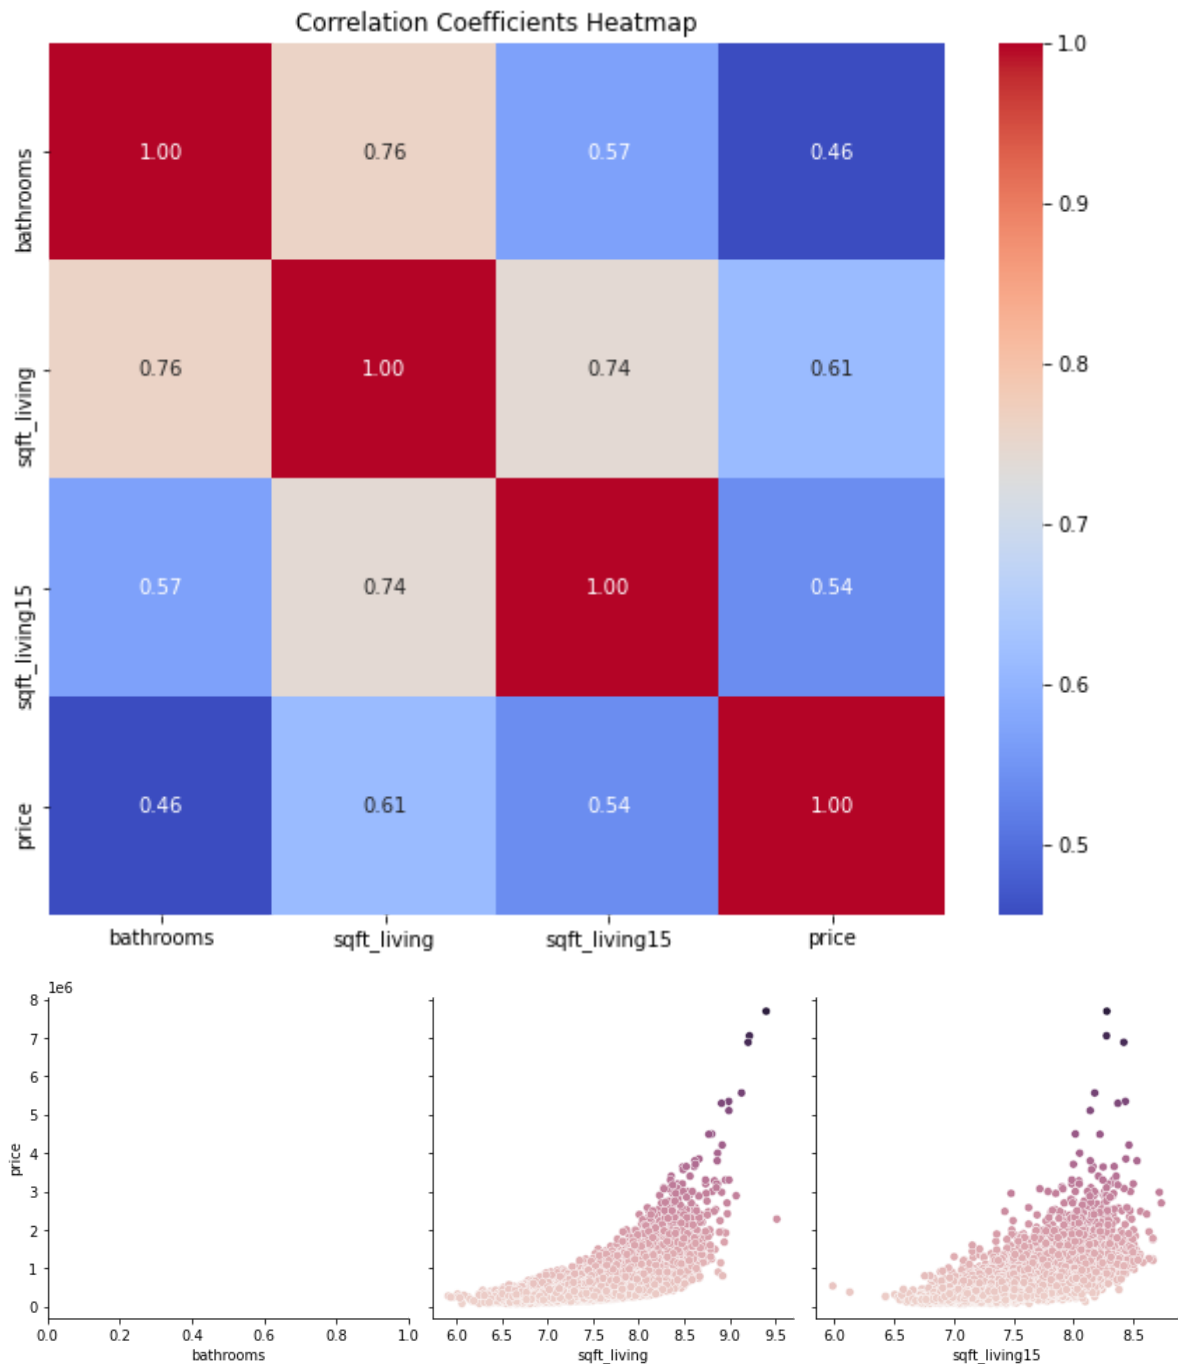 Correlation Coefficients Heatmap
bathrooms 1.00 0.76 0.57 0.46
sqft_living 0.76 1.00 0.74 0.61
sqft_living15 0.57 0.74 1.00 0.54
price 0.46 0.61 0.54 1.00
bathrooms sqft_living sqft_living15 price
1.0
0.9
0.8
0.7
0.6
0.5
1e6
8
7
6
5
4
3
2
1
0
price
0.0 0.2 0.4 0.6 0.8 1.0
bathrooms
6.0 6.5 7.0 7.5 8.0 8.5 9.0 9.5
sqft_living
6.0 6.5 7.0 7.5 8.0 8.5
sqft_living15